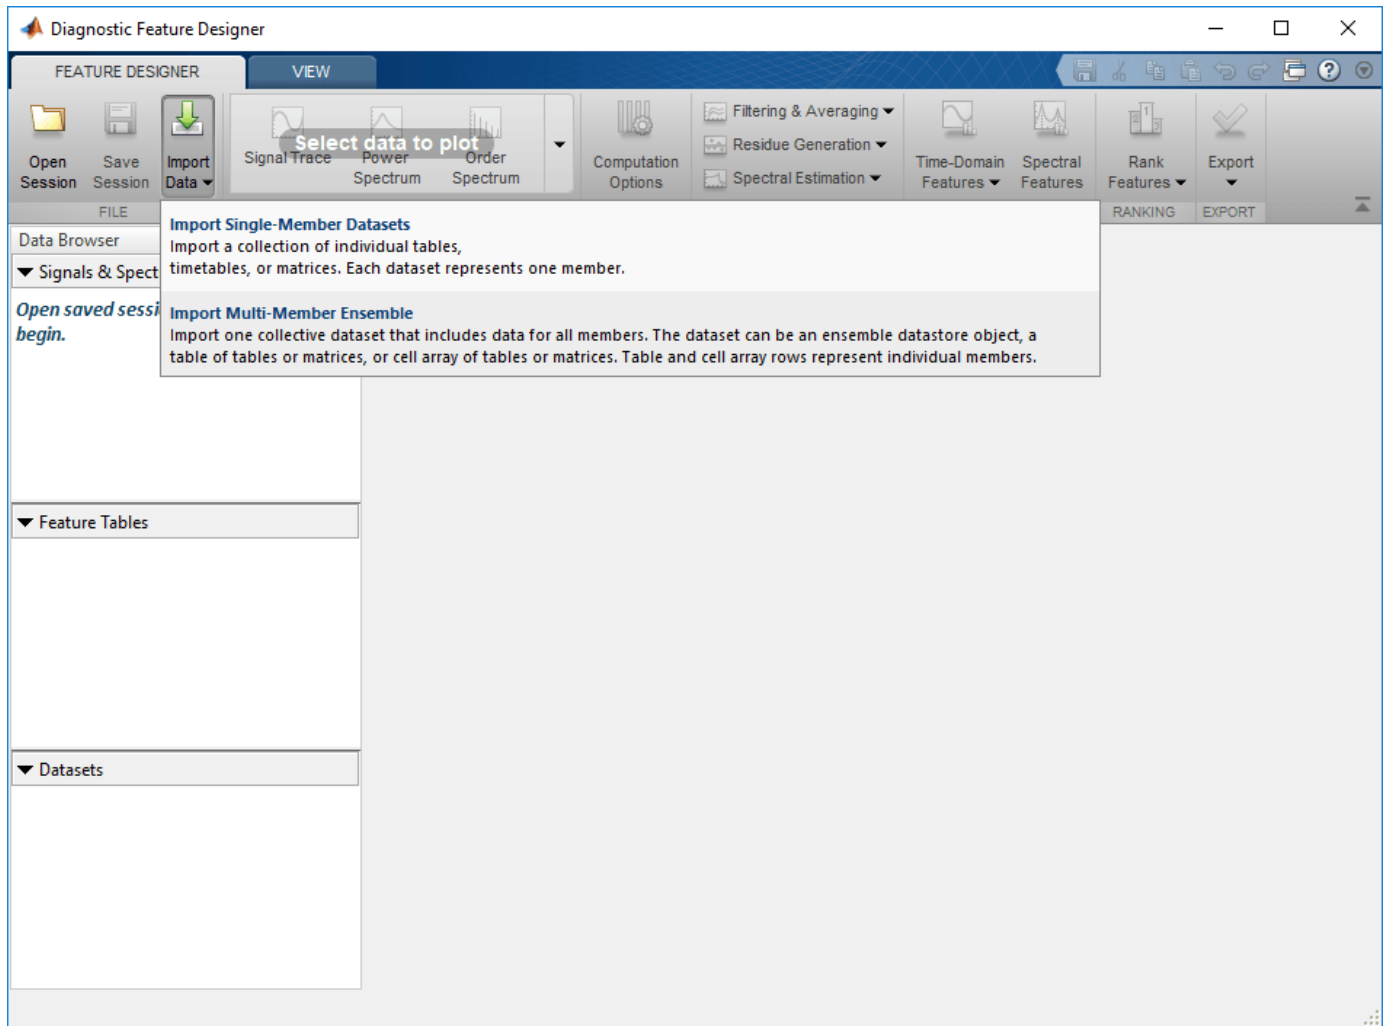 Diagnostic Feature Designer
FEATURE DESIGNER
VIEW
Open
Session
Save
Session
Import
Data
Signal Trace
Power
Spectrum
Order
Spectrum
Select data to plot
Computation
Options
Filtering & Averaging
Residue Generation
Spectral Estimation
Time-Domain
Features
Spectral
Features
Rank
Features
Export
FILE
RANKING
EXPORT
Import Single-Member Datasets
Import a collection of individual tables,
timetables, or matrices. Each dataset represents one member.
Import Multi-Member Ensemble
Import one collective dataset that includes data for all members. The dataset can be an ensemble datastore object, a
table of tables or matrices, or cell array of tables or matrices. Table and cell array rows represent individual members.
Data Browser
Signals & Spect
Open saved sessi
begin.
Feature Tables
Datasets